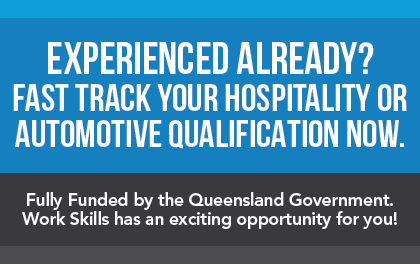 EXPERIENCED ALREADY?
FAST TRACK YOUR HOSPITALITY OR
AUTOMOTIVE QUALIFICATION NOW.
Fully Funded by the Queensland Government.
Work Skills has an exciting opportunity for you!